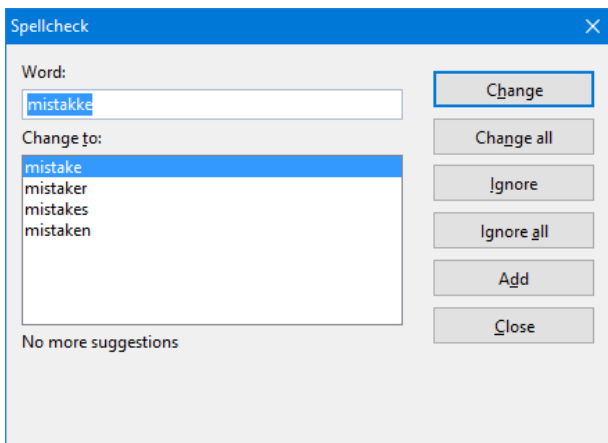 Spellcheck
Word:
mistakke
Change to:
mistake
mistaker
mistakes
mistaken
No more suggestions
Change
Change all
Ignore
Ignore all
Add
Close